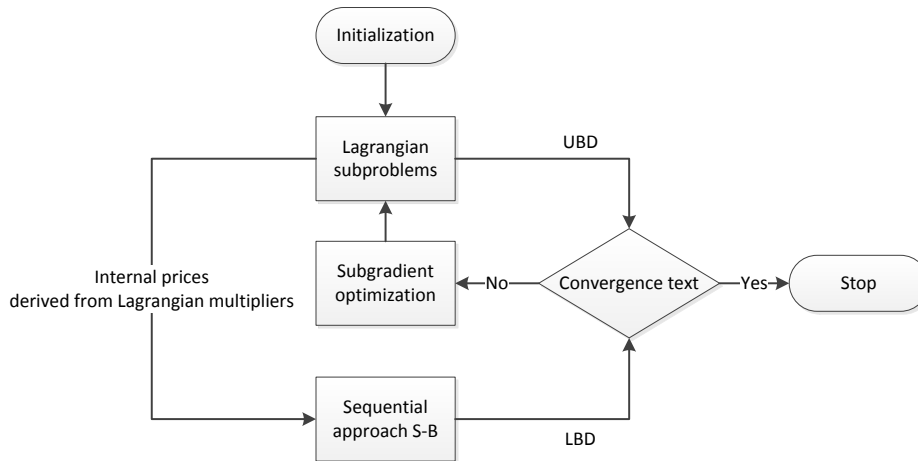 Initialization
Lagrangian
subproblems
UBD
Internal prices
derived from Lagrangian multipliers
Subgradient
optimization
No
Convergence text
Yes
Stop
Sequential
approach S-B
LBD